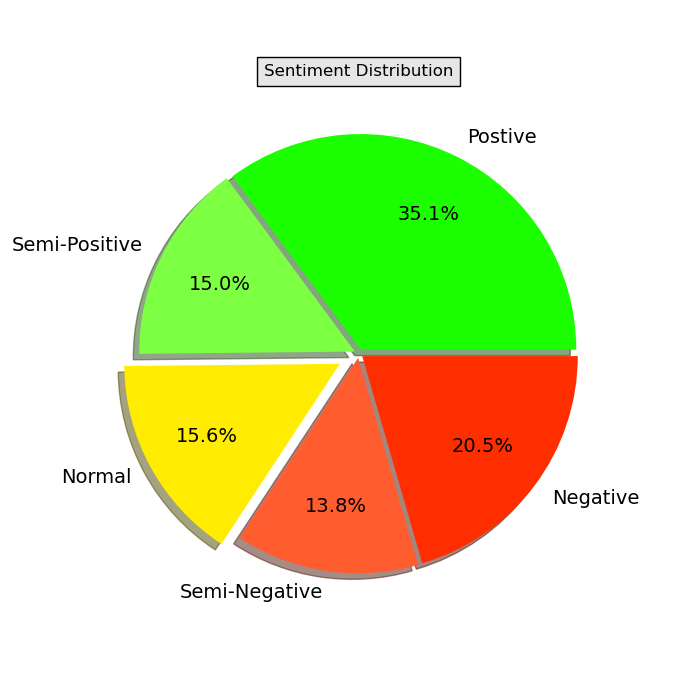 Sentiment Distribution
Postive
35.1%
Semi-Positive
15.0%
Normal
15.6%
Semi-Negative
13.8%
Negative
20.5%